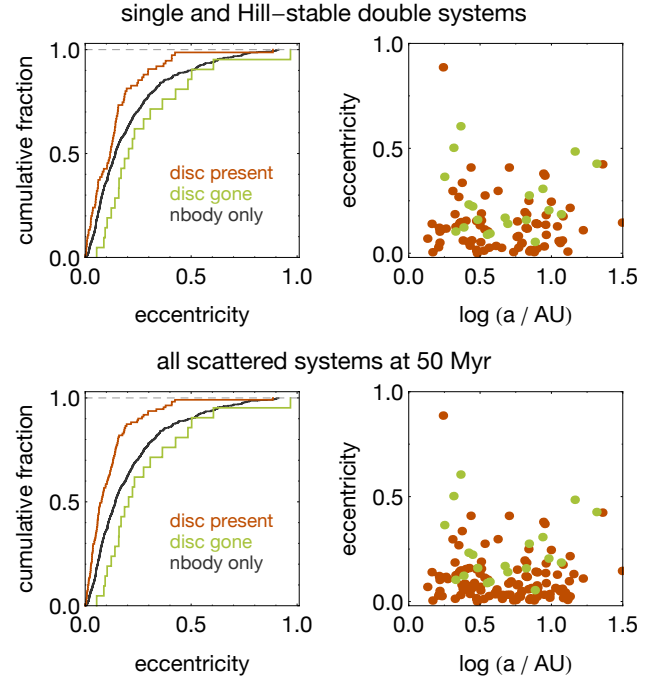 single and Hill−stable double systems
cumulative fraction
1.0
0.5
0.0
disc present
disc gone
nbody only
0.0 0.5 1.0
eccentricity
eccentricity
1.0
0.5
0.0
0.0 0.5 1.0 1.5
log (a / AU)
all scattered systems at 50 Myr
cumulative fraction
1.0
0.5
0.0
disc present
disc gone
nbody only
0.0 0.5 1.0
eccentricity
eccentricity
1.0
0.5
0.0
0.0 0.5 1.0 1.5
log (a / AU)